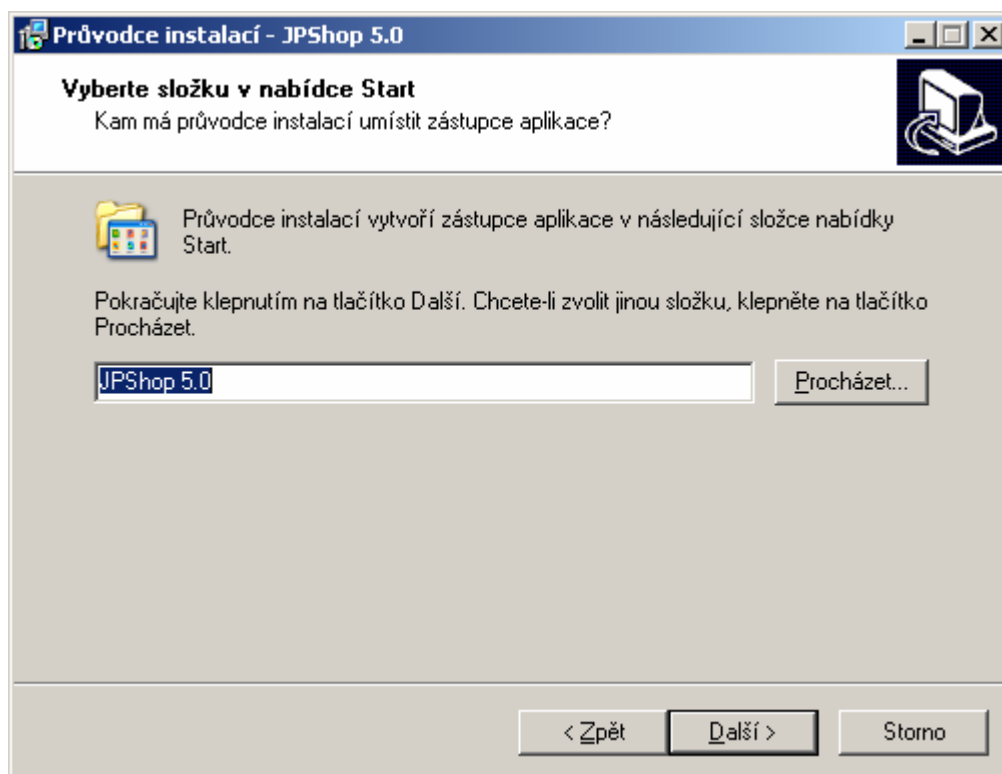 Průvodce instalací - JPShop 5.0
Vyberte složku v nabídce Start
Kam má průvodce instalací umístit zástupce aplikace?
Průvodce instalací vytvoří zástupce aplikace v následující složce nabídky
Start.
Pokračujte klepnutím na tlačítko Další. Chcete-li zvolit jinou složku, klepněte na tlačítko
Procházet.
JPShop 5.0
Procházet...
< Zpět
Další >
Storno